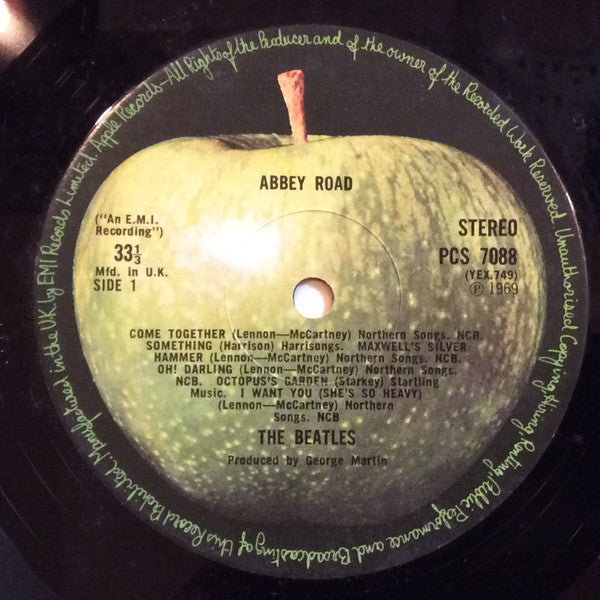 ABBEY ROAD
("An E.M.I.
Recording")
33⅓
Mfd. In U.K.
SIDE 1
STEREO
PCS 7088
(YEX.749)
Ⓟ 1969
COME TOGETHER (Lennon—McCartney) Northern Songs. NCB.
SOMETHING (Harrison) Harrisongs. MAXWELL'S SILVER
HAMMER (Lennon—McCartney) Northern Songs. NCB.
OH! DARLING (Lennon—McCartney) Northern Songs.
NCB. OCTOPUS'S GARDEN (Starkey) Startling
Music. I WANT YOU (SHE'S SO HEAVY)
(Lennon—McCartney) Northern
Songs. NCB
THE BEATLES
Produced by George Martin
Manufactured in the U.K. by EMI Records Limited, Apple Records—All Rights of the Producer and of the owner of the Recorded Work Reserved. Unauthorised Copying, Hiring, Renting, Public Performance and Broadcasting of this Record Prohibited.